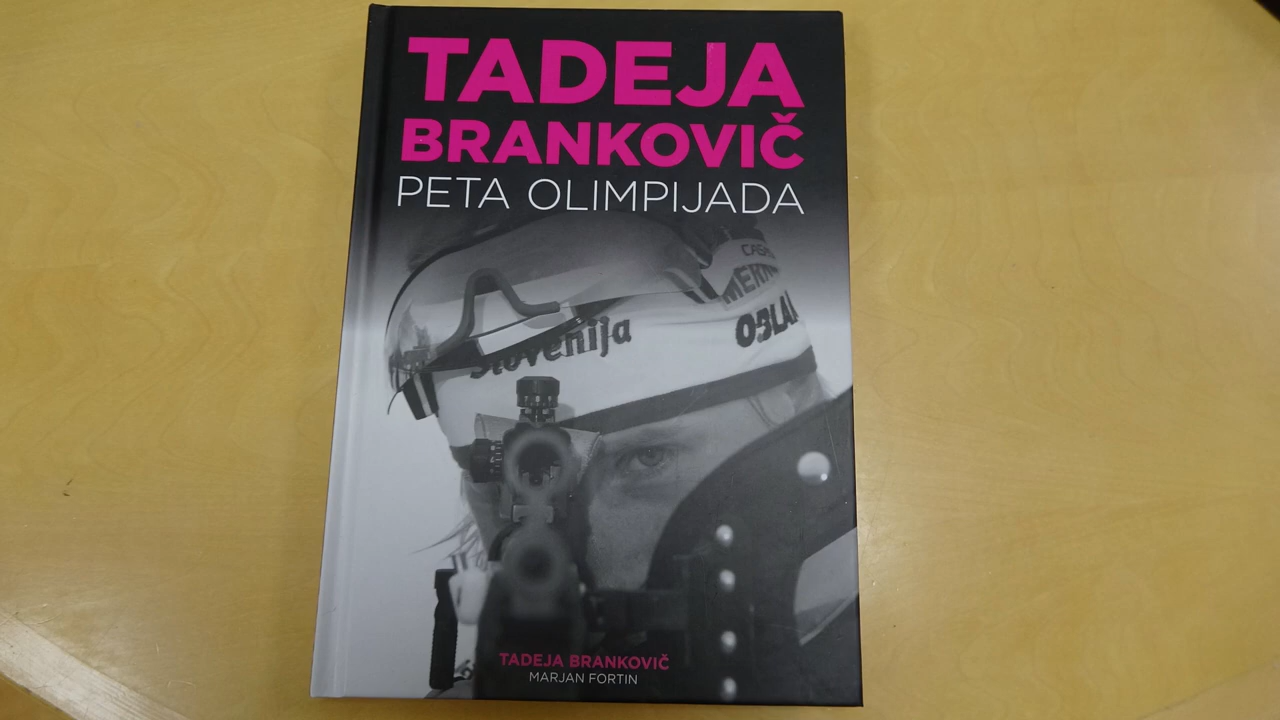 TADEJA
BRANKOVIČ
PETA OLIMPIJADA
Slovenija
TADEJA BRANKOVIČ
MARJAN FORTIN